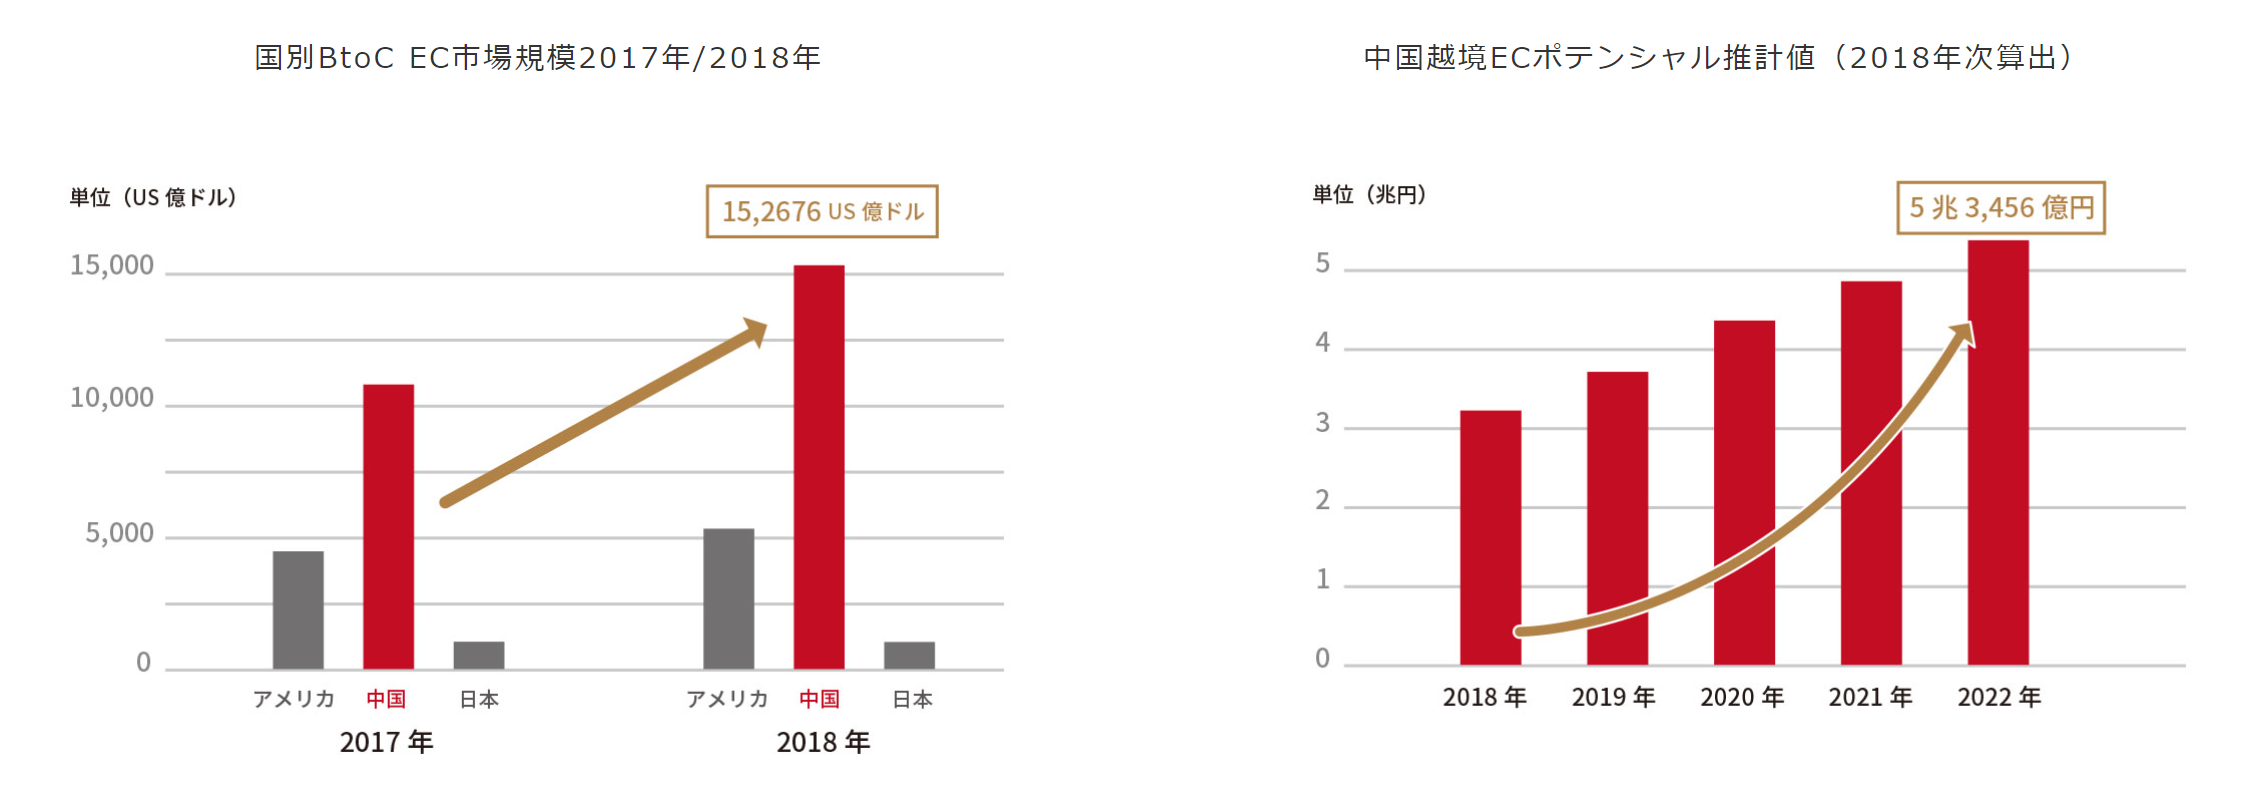 国別BtoC EC市場規模2017年/2018年
単位（US 億ドル）
15,2676 US 億ドル
15,000
10,000
5,000
0
アメリカ 中国 日本 アメリカ 中国 日本
2017 年 2018 年
中国越境ECポテンシャル推計値（2018年次算出）
単位（兆円）
5 兆 3,456 億円
5
4
3
2
1
0
2018 年 2019 年 2020 年 2021 年 2022 年